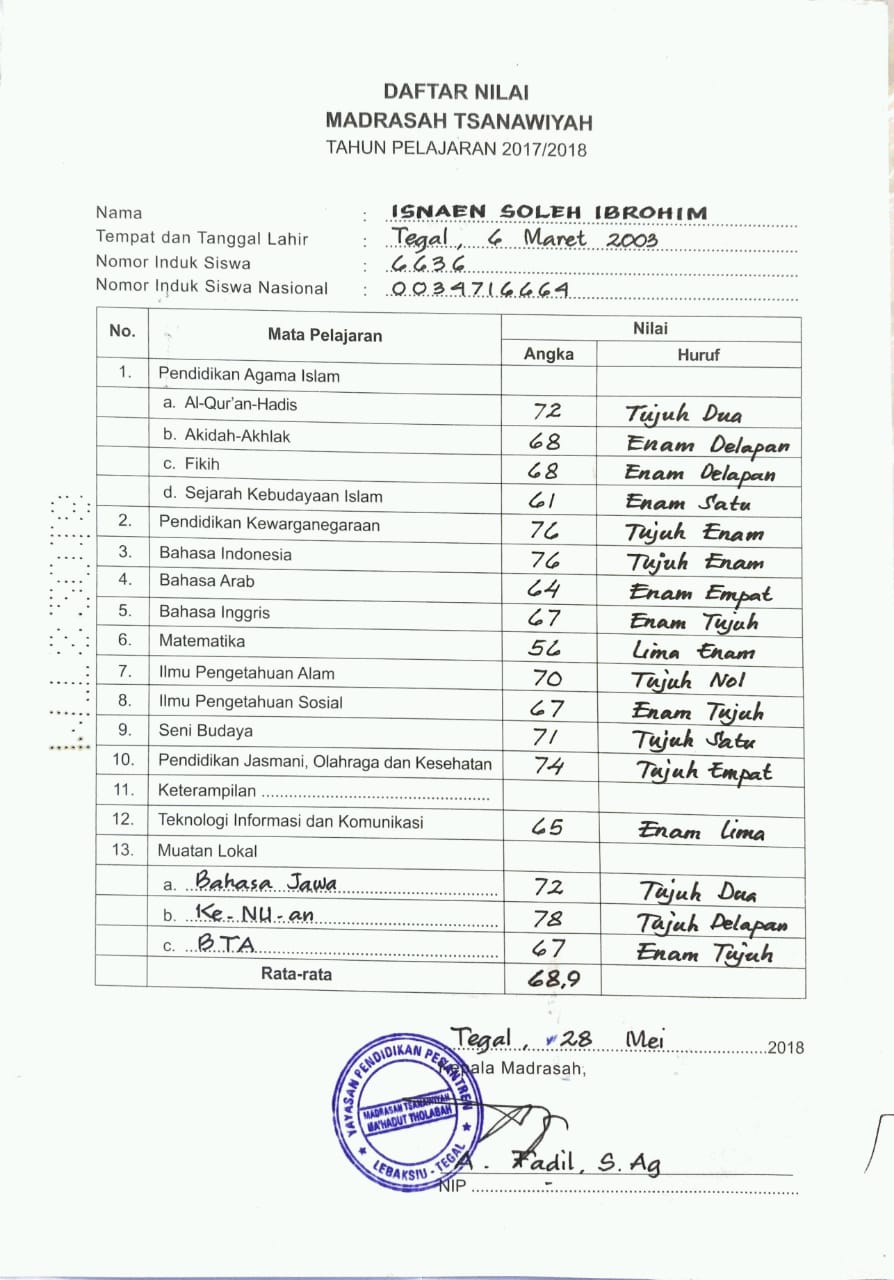 DAFTAR NILAI
MADRASAH TSANAWIYAH
TAHUN PELAJARAN 2017/2018
Nama : ISNAEN SOLEH IBROHIM
Tempat dan Tanggal Lahir : Tegal, 6 Maret 2003
Nomor Induk Siswa : 6636
Nomor Induk Siswa Nasional : 0034716664
No. Mata Pelajaran Nilai
Angka Huruf
1. Pendidikan Agama Islam
a. Al-Qur'an-Hadis 72 Tujuh Dua
b. Akidah-Akhlak 68 Enam Delapan
c. Fikih 68 Enam Delapan
d. Sejarah Kebudayaan Islam 61 Enam Satu
2. Pendidikan Kewarganegaraan 76 Tujuh Enam
3. Bahasa Indonesia 76 Tujuh Enam
4. Bahasa Arab 64 Enam Empat
5. Bahasa Inggris 67 Enam Tujuh
6. Matematika 56 Lima Enam
7. Ilmu Pengetahuan Alam 70 Tujuh Nol
8. Ilmu Pengetahuan Sosial 67 Enam Tujuh
9. Seni Budaya 71 Tujuh Satu
10. Pendidikan Jasmani, Olahraga dan Kesehatan 74 Tujuh Empat
11. Keterampilan ................................................
12. Teknologi Informasi dan Komunikasi 65 Enam Lima
13. Muatan Lokal
a. Bahasa Jawa 72 Tujuh Dua
b. Ke-NU-an 78 Tujuh Delapan
c. BTA 67 Enam Tujuh
Rata-rata 68,9
Tegal, 28 Mei 2018
Kepala Madrasah,
YAYASAN PENDIDIKAN PESANTREN
MADRASAH TSANAWIYAH
MA'HADUT THOLABAH
LEBAKSIU - TEGAL
A. Fadil, S.Ag
NIP ................-................